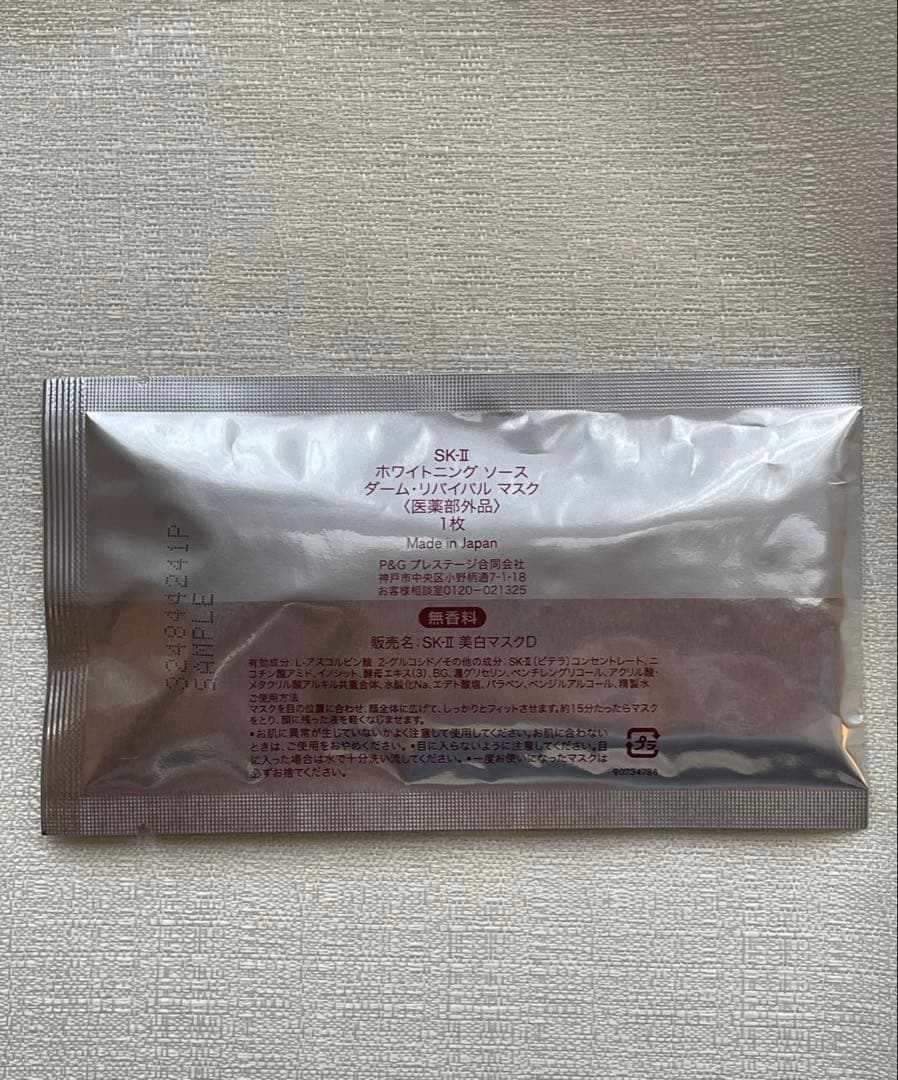 SK-Ⅱ
ホワイトニング ソース
ダーム・リバイバル マスク
〈医薬部外品〉
1枚
Made in Japan
P&G プレステージ合同会社
神戸市中央区小野柄通7-1-18
お客様相談室0120-021325
無香料
販売名：SK-Ⅱ 美白マスクD
有効成分：L-アスコルビン酸 2-グルコシド/その他の成分：SK-Ⅱ(ピテラ)コンセントレート、ニ
コチン酸アミド、イノシット、酵母エキス(3)、BG、濃グリセリン、ペンチレングリコール、アクリル酸・
メタクリル酸アルキル共重合体、水酸化Na、エデト酸塩、パラベン、ベンジルアルコール、精製水
ご使用方法
マスクを目の位置に合わせ、顔全体に広げて、しっかりとフィットさせます。約15分たったらマスク
をとり、顔に残った液を軽くなじませます。
•お肌に異常が生じていないかよく注意して使用してください。お肌に合わない
ときは、ご使用をおやめください。•目に入らないように注意してください。目
に入った場合は水で十分洗い流してください。•一度お使いになったマスクは
必ずお捨てください。
プラ
90734786
SAMPLE